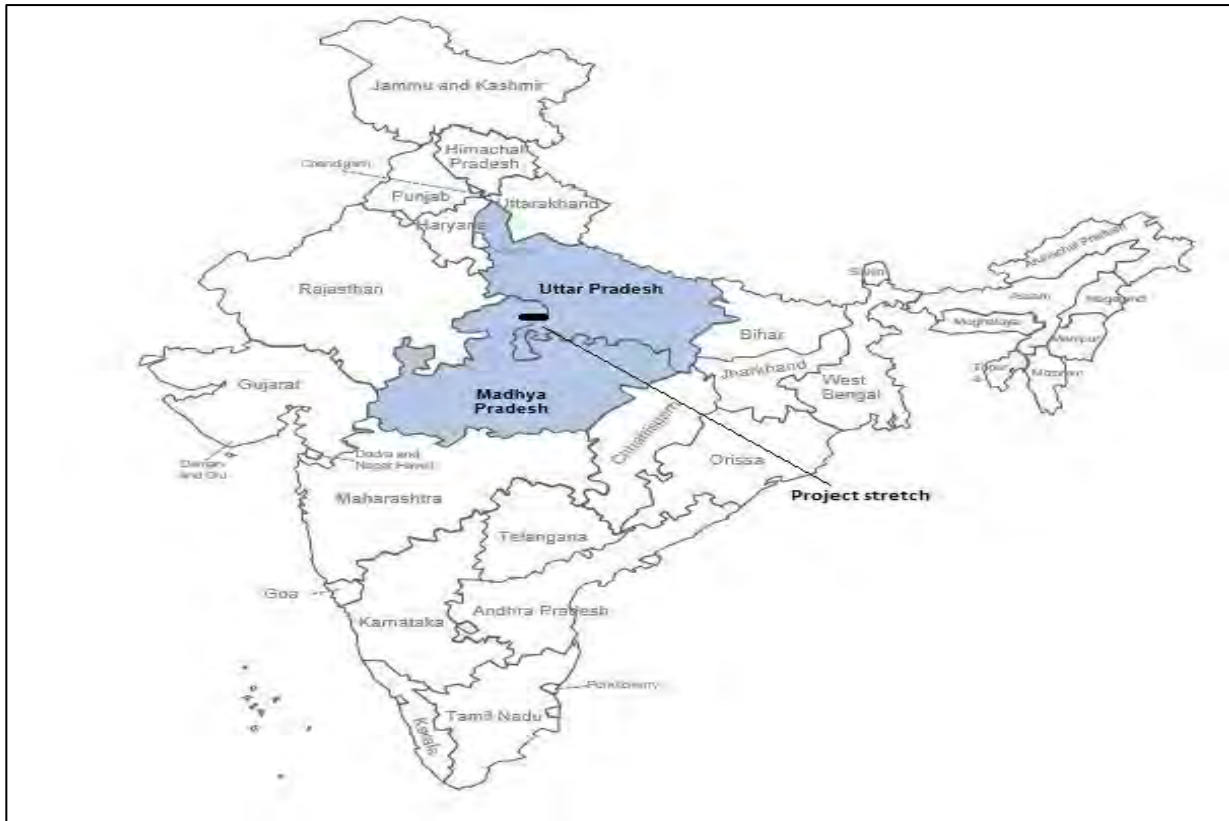 Jammu and Kashmir
Himachal
Pradesh
Chandigarh
Punjab
Uttarakhand
Haryana
Rajasthan
Uttar Pradesh
Sikkim
Arunachal Pradesh
Assam
Nagaland
Meghalaya
Manipur
Mizoram
Bihar
Jharkhand
West
Bengal
Gujarat
Madhya
Pradesh
Chhattisgarh
Orissa
Daman
and Diu
Dadra and
Nagar Haveli
Maharashtra
Project stretch
Telangana
Goa
Karnataka
Andhra Pradesh
Tamil Nadu
Kerala